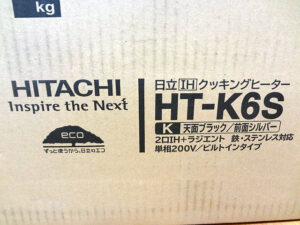 kg
HITACHI
Inspire the Next
eco
ずっと使うから。日立のエコ
日立 IH クッキングヒーター
HT-K6S
K 天面ブラック/前面シルバー
2口IH+ラジエント 鉄・ステンレス対応
単相200V/ビルトインタイプ